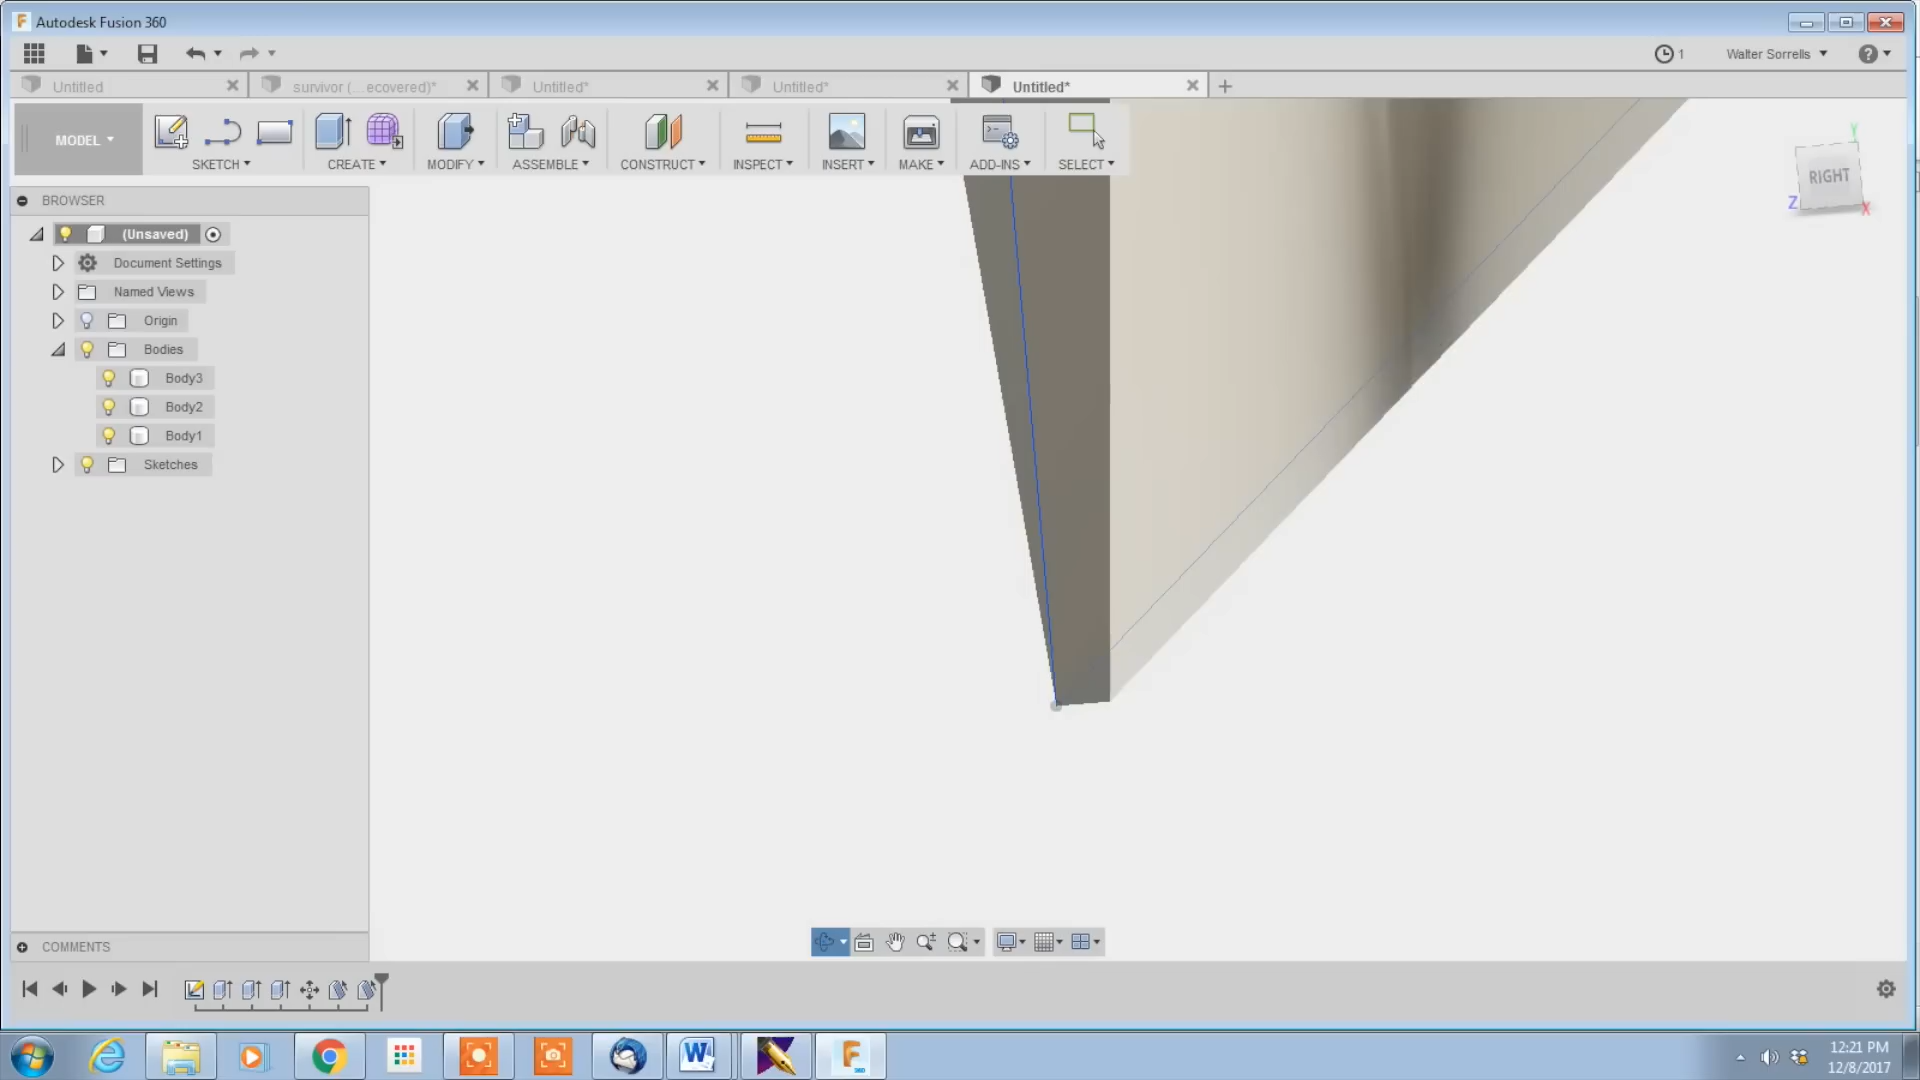 Autodesk Fusion 360
1
Walter Sorrells
Untitled
survivor (...ecovered)*
Untitled*
Untitled*
Untitled*
MODEL
SKETCH
CREATE
MODIFY
ASSEMBLE
CONSTRUCT
INSPECT
INSERT
MAKE
ADD-INS
SELECT
Y
RIGHT
Z
X
BROWSER
(Unsaved)
Document Settings
Named Views
Origin
Bodies
Body3
Body2
Body1
Sketches
COMMENTS
12:21 PM
12/8/2017